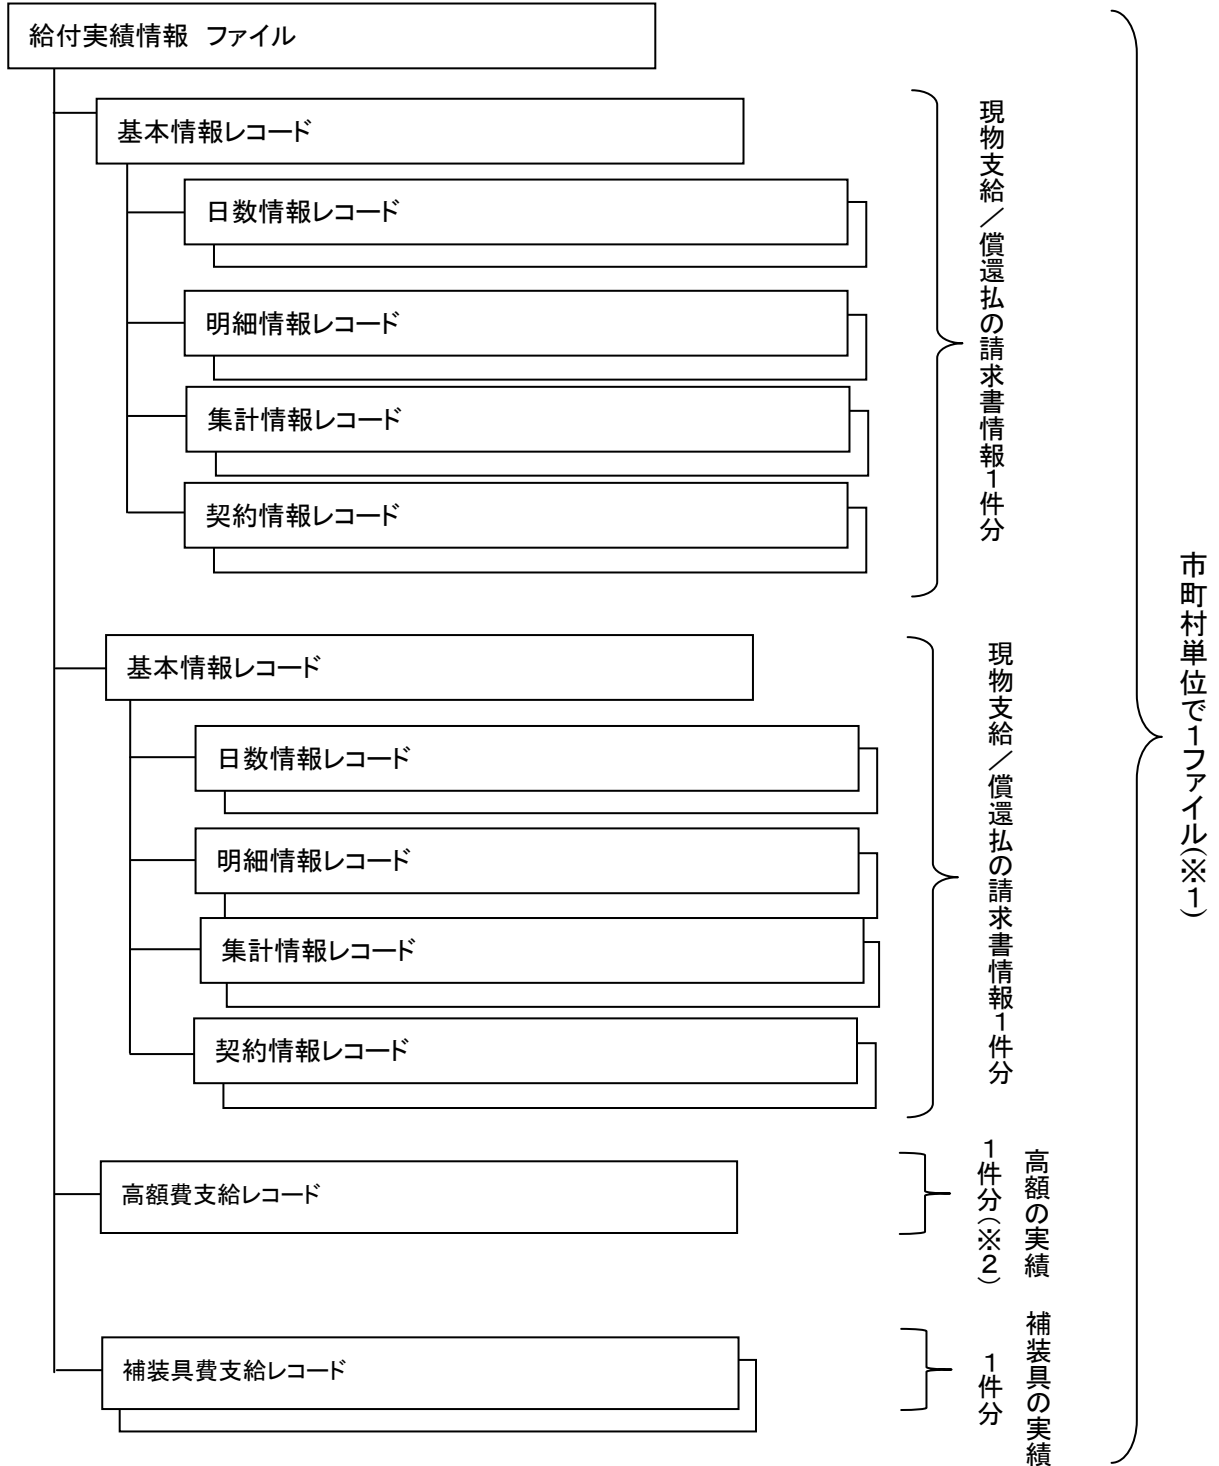 給付実績情報　ファイル
基本情報レコード
日数情報レコード
明細情報レコード
集計情報レコード
契約情報レコード
現物支給／償還払の請求書情報１件分
基本情報レコード
日数情報レコード
明細情報レコード
集計情報レコード
契約情報レコード
現物支給／償還払の請求書情報１件分
高額費支給レコード
高額の実績
１件分（※２）
補装具費支給レコード
補装具の実績
１件分
市町村単位で１ファイル（※１）